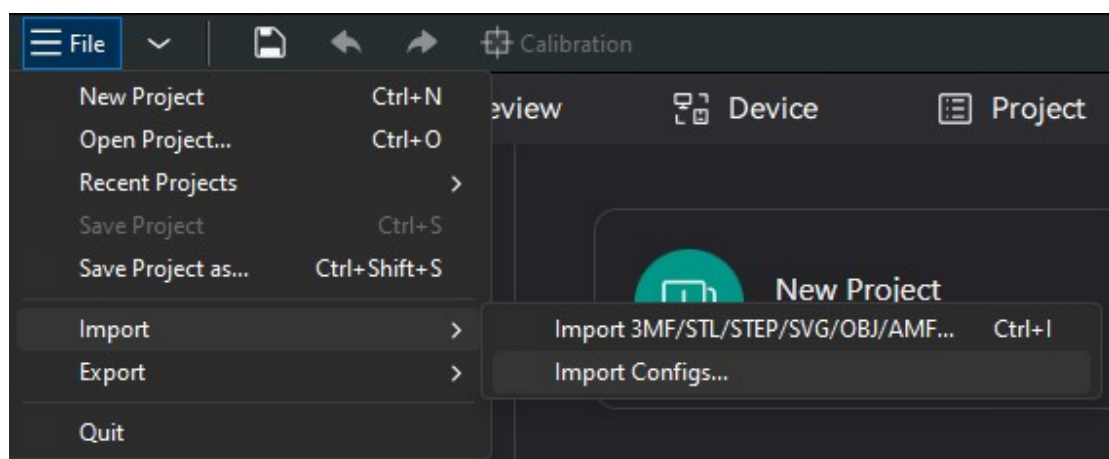 File
Calibration
New Project Ctrl+N
eview Device Project
Open Project... Ctrl+O
Recent Projects
Save Project Ctrl+S
Save Project as... Ctrl+Shift+S
New Project
Import
Import 3MF/STL/STEP/SVG/OBJ/AMF... Ctrl+I
Export
Import Configs...
Quit